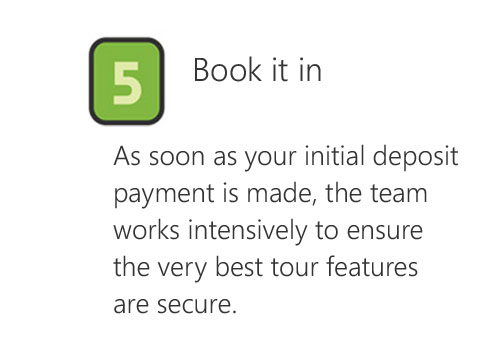 5
Book it in
As soon as your initial deposit
payment is made, the team
works intensively to ensure
the very best tour features
are secure.